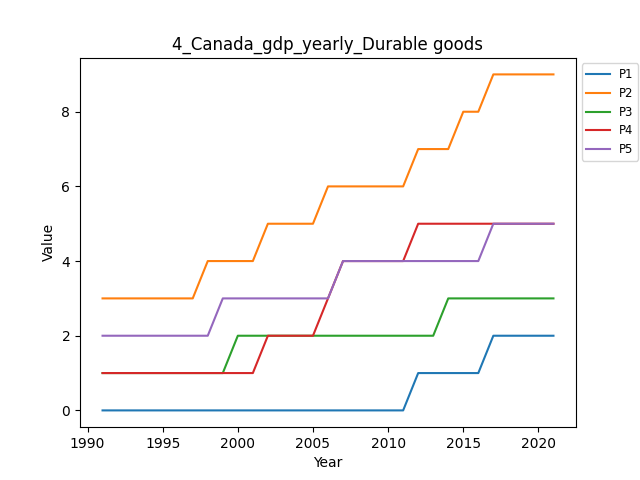 4_Canada_gdp_yearly_Durable goods
P1
P2
P3
P4
P5
8
6
4
2
0
Value
1990 1995 2000 2005 2010 2015 2020
Year